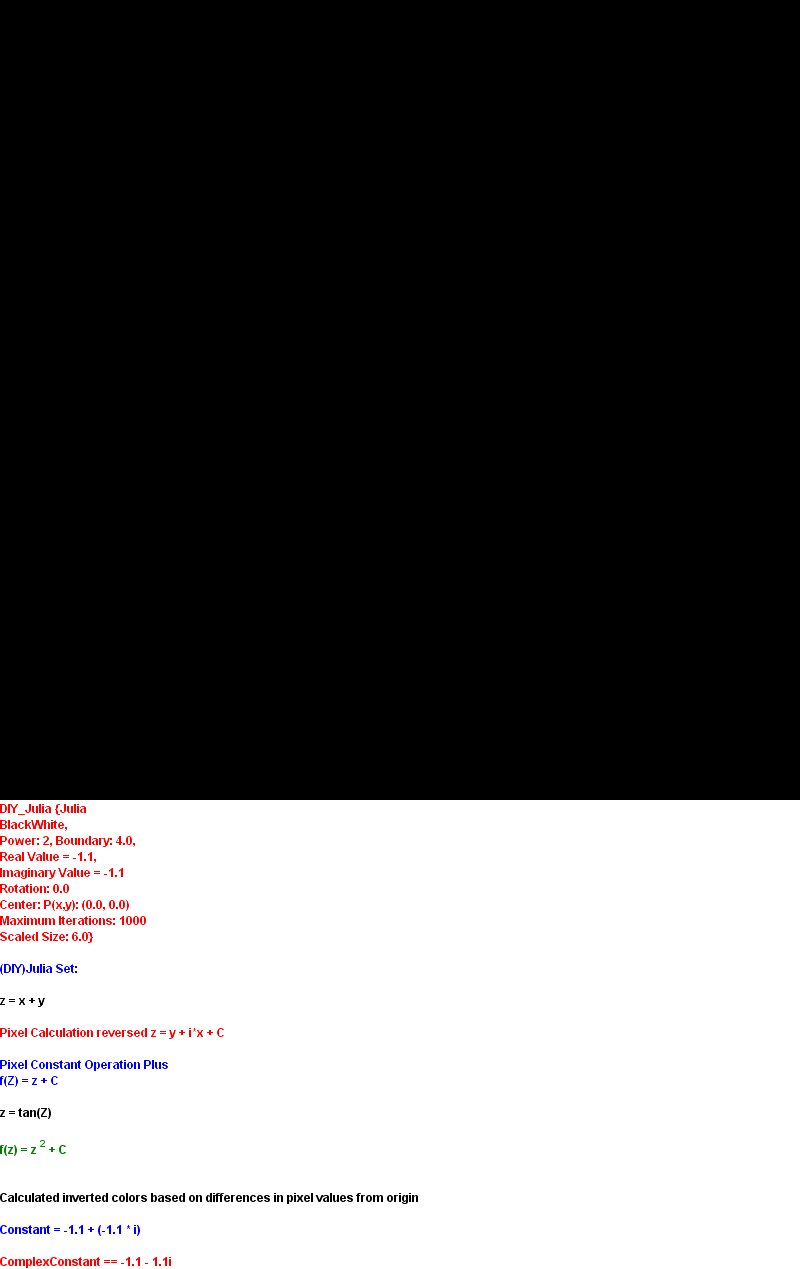 DIY_Julia {Julia
BlackWhite,
Power: 2, Boundary: 4.0,
Real Value = -1.1,
Imaginary Value = -1.1
Rotation: 0.0
Center: P(x,y): (0.0, 0.0)
Maximum Iterations: 1000
Scaled Size: 6.0}
(DIY)Julia Set:
z = x + y
Pixel Calculation reversed z = y + i*x + C
Pixel Constant Operation Plus
f(Z) = z + C
z = tan(Z)
f(z) = z ² + C
Calculated inverted colors based on differences in pixel values from origin
Constant = -1.1 + (-1.1 * i)
ComplexConstant == -1.1 - 1.1i